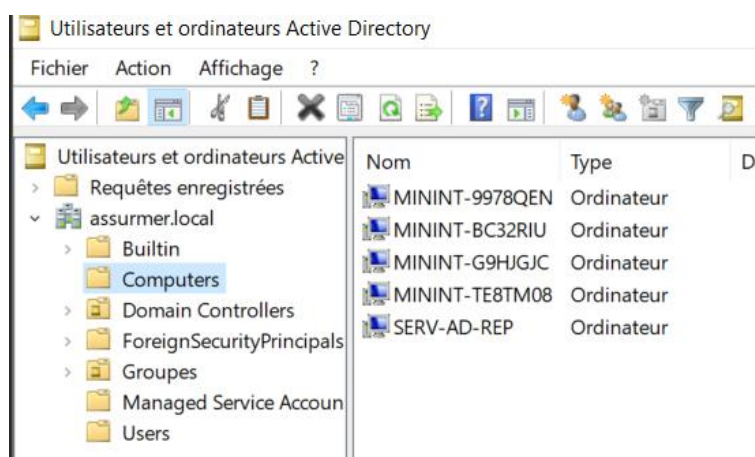 Utilisateurs et ordinateurs Active Directory
Fichier Action Affichage ?
Utilisateurs et ordinateurs Active
Requêtes enregistrées
assurmer.local
Builtin
Computers
Domain Controllers
ForeignSecurityPrincipals
Groupes
Managed Service Accoun
Users
Nom Type D
MININT-9978QEN Ordinateur
MININT-BC32RIU Ordinateur
MININT-G9HJGJC Ordinateur
MININT-TE8TM08 Ordinateur
SERV-AD-REP Ordinateur